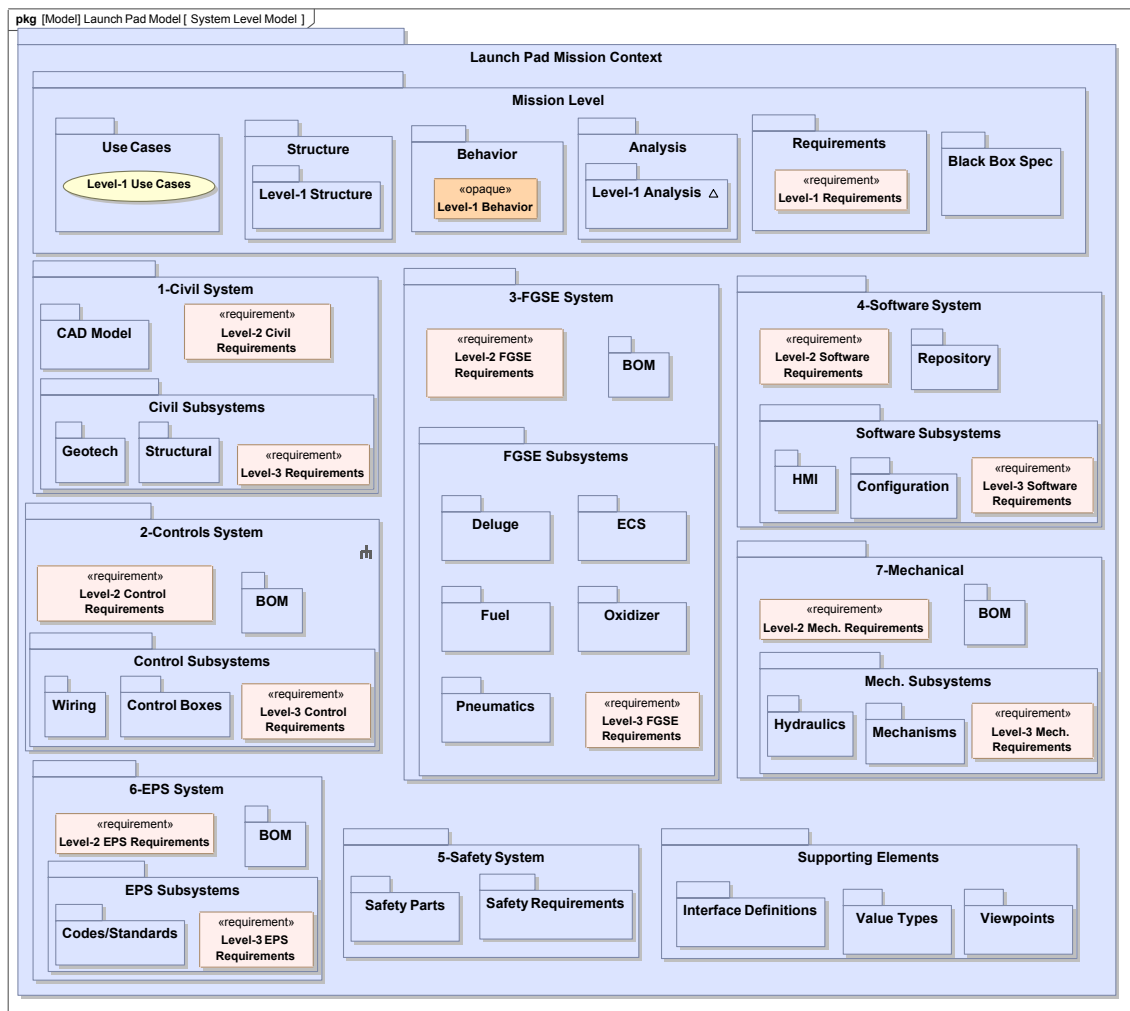 pkg [Model] Launch Pad Model [ System Level Model ]
Launch Pad Mission Context
Mission Level
Use Cases
Level-1 Use Cases
Structure
Level-1 Structure
Behavior
«opaque»
Level-1 Behavior
Analysis
Level-1 Analysis
Requirements
«requirement»
Level-1 Requirements
Black Box Spec
1-Civil System
CAD Model
«requirement»
Level-2 Civil
Requirements
Civil Subsystems
Geotech
Structural
«requirement»
Level-3 Requirements
2-Controls System
«requirement»
Level-2 Control
Requirements
BOM
Control Subsystems
Wiring
Control Boxes
«requirement»
Level-3 Control
Requirements
3-FGSE System
«requirement»
Level-2 FGSE
Requirements
BOM
FGSE Subsystems
Deluge
ECS
Fuel
Oxidizer
Pneumatics
«requirement»
Level-3 FGSE
Requirements
4-Software System
«requirement»
Level-2 Software
Requirements
Repository
Software Subsystems
HMI
Configuration
«requirement»
Level-3 Software
Requirements
7-Mechanical
«requirement»
Level-2 Mech. Requirements
BOM
Mech. Subsystems
Hydraulics
Mechanisms
«requirement»
Level-3 Mech.
Requirements
6-EPS System
«requirement»
Level-2 EPS Requirements
BOM
EPS Subsystems
Codes/Standards
«requirement»
Level-3 EPS
Requirements
5-Safety System
Safety Parts
Safety Requirements
Supporting Elements
Interface Definitions
Value Types
Viewpoints